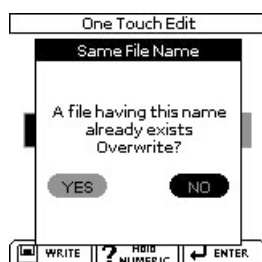 One Touch Edit
Same File Name
A file having this name
already exists
Overwrite?
YES NO
WRITE ? HOLD ENTER
NUMERIC